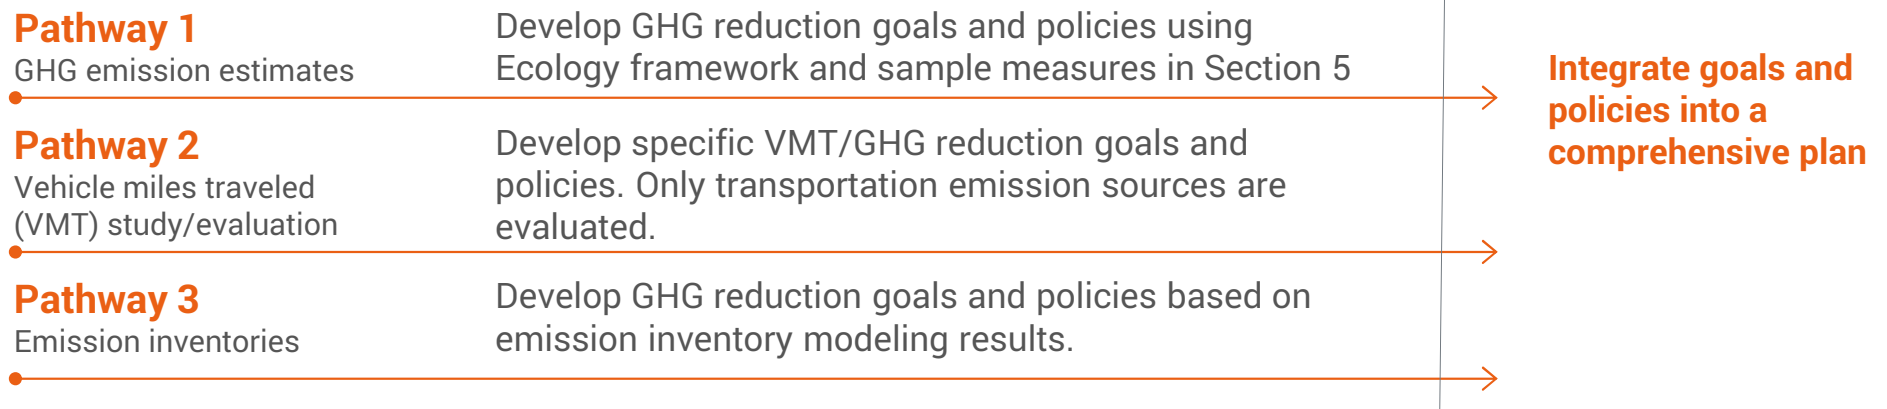 Pathway 1
GHG emission estimates
Develop GHG reduction goals and policies using
Ecology framework and sample measures in Section 5
Pathway 2
Vehicle miles traveled
(VMT) study/evaluation
Develop specific VMT/GHG reduction goals and
policies. Only transportation emission sources are
evaluated.
Pathway 3
Emission inventories
Develop GHG reduction goals and policies based on
emission inventory modeling results.
Integrate goals and
policies into a
comprehensive plan